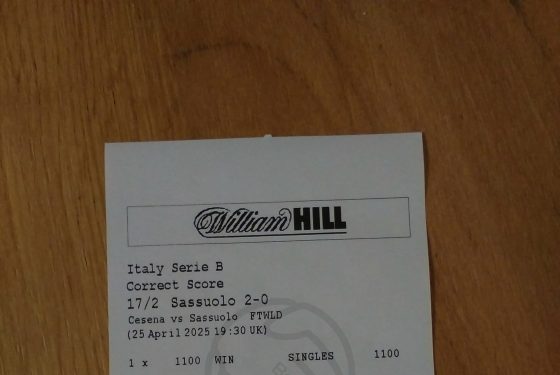 William HILL
Italy Serie B
Correct Score
17/2 Sassuolo 2-0
Cesena vs Sassuolo FTWLD
(25 April 2025 19:30 UK)
1 x 1100 WIN SINGLES 1100